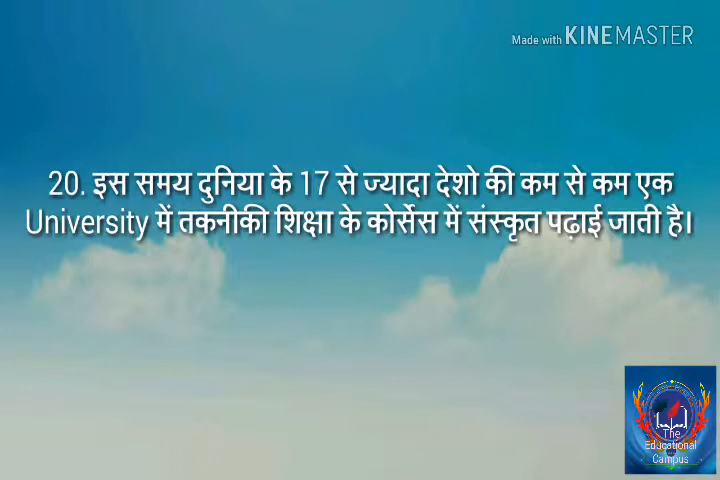 Made with KINEMASTER
20. इस समय दुनिया के 17 से ज्यादा देशो की कम से कम एक
University में तकनीकी शिक्षा के कोर्सेस में संस्कृत पढ़ाई जाती है।
The
Educational
Campus